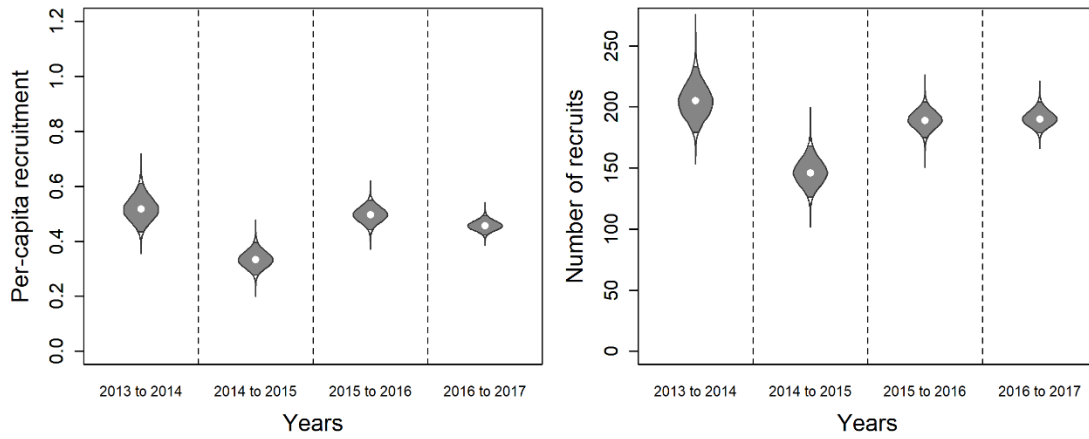 Per-capita recruitment
1.2
1.0
0.8
0.6
0.4
0.2
0.0
2013 to 2014 2014 to 2015 2015 to 2016 2016 to 2017
Years
Number of recruits
250
200
150
100
50
0
2013 to 2014 2014 to 2015 2015 to 2016 2016 to 2017
Years